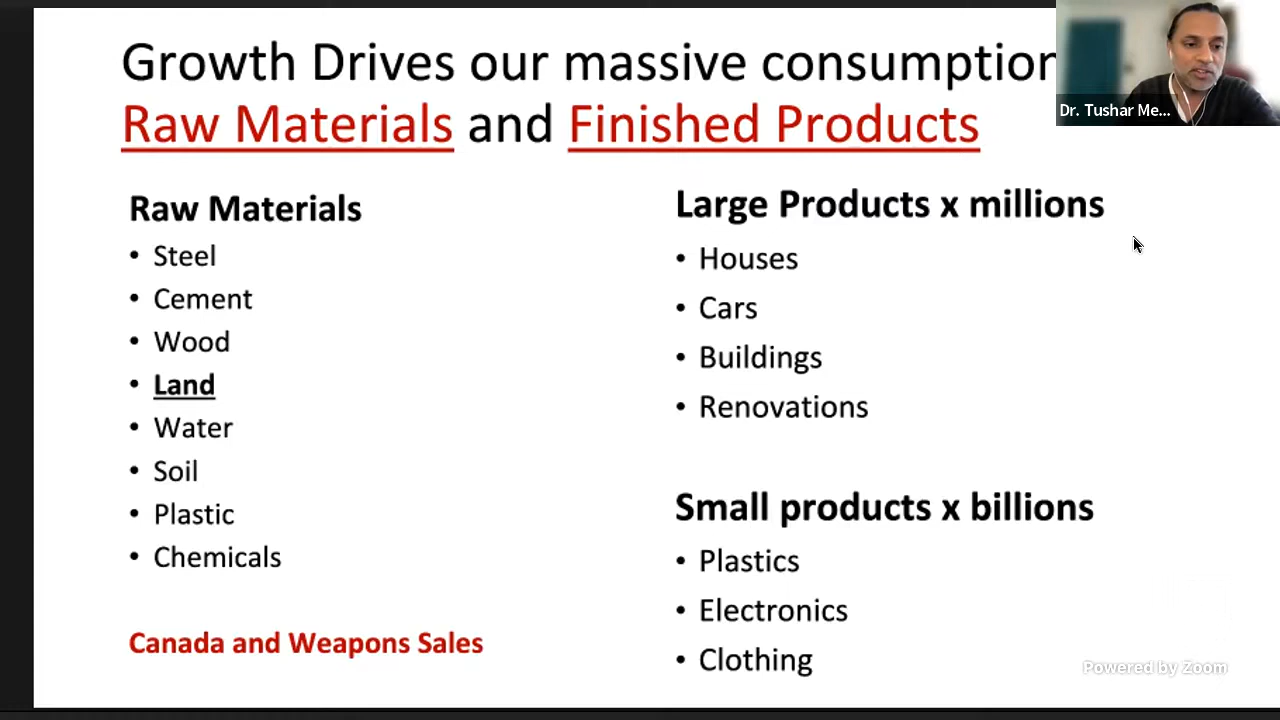 Growth Drives our massive consumption
Raw Materials and Finished Products
Dr. Tushar Me...
Raw Materials
• Steel
• Cement
• Wood
• Land
• Water
• Soil
• Plastic
• Chemicals
Canada and Weapons Sales
Large Products x millions
• Houses
• Cars
• Buildings
• Renovations
Small products x billions
• Plastics
• Electronics
• Clothing
Powered by Zoom